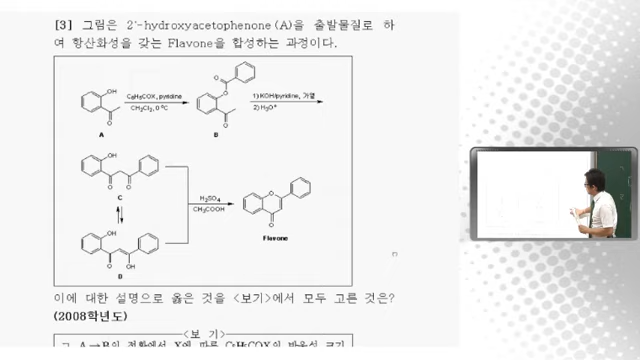 [3] 그림은 2'-hydroxyacetophenone(A)을 출발물질로 하
여 항산화성을 갖는 Flavone을 합성하는 과정이다.
OH
O
A
C₆H₅COX, pyridine
CH₂Cl₂, 0 ℃
O
O
O
B
1) KOH/pyridine, 가열
2) H₃O⁺
OH
O O
C
OH
O OH
D
H₂SO₄
CH₃COOH
O
O
Flavone
이에 대한 설명으로 옳은 것을 <보기>에서 모두 고른 것은?
(2008학년도)
<보 기>